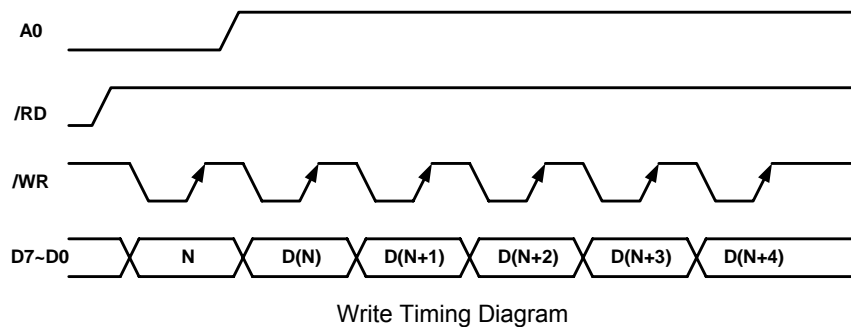 A0
/RD
/WR
D7~D0 N D(N) D(N+1) D(N+2) D(N+3) D(N+4)
Write Timing Diagram